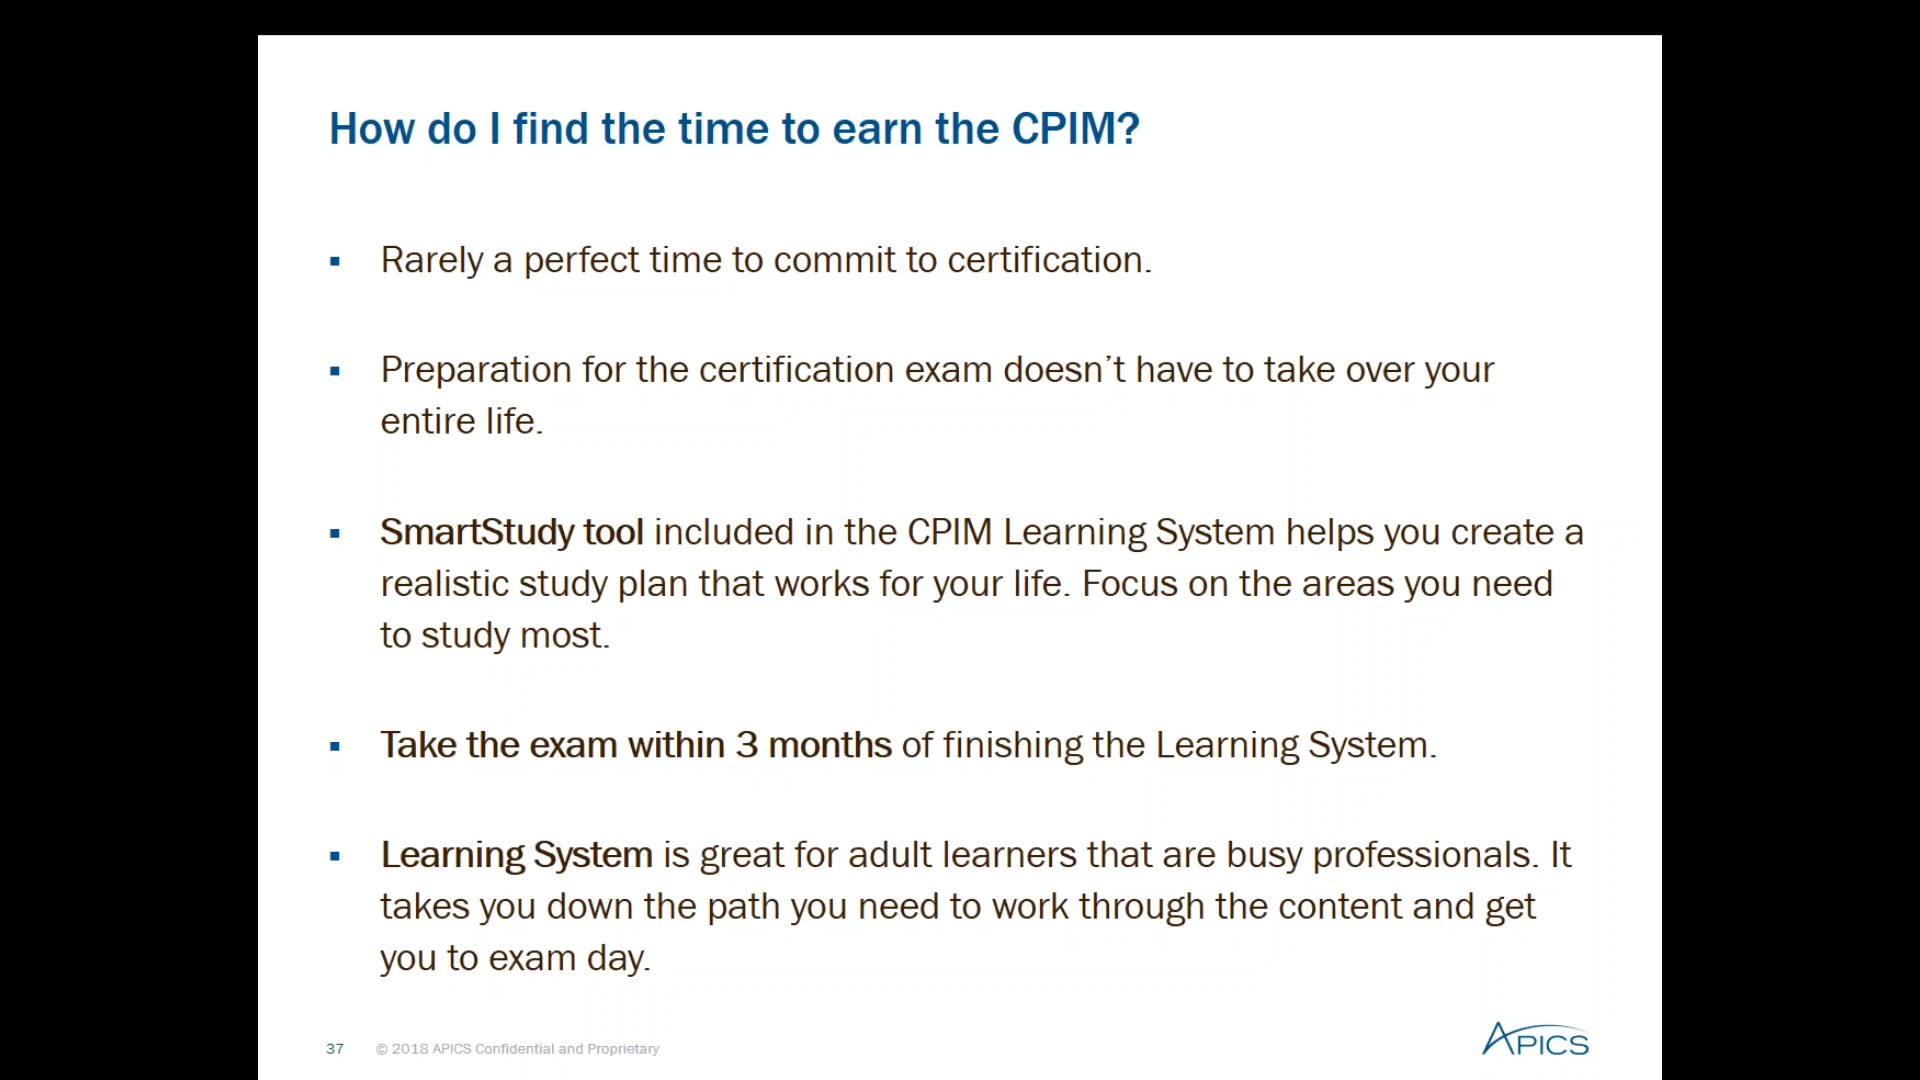 How do I find the time to earn the CPIM?
▪ Rarely a perfect time to commit to certification.
▪ Preparation for the certification exam doesn’t have to take over your
entire life.
▪ SmartStudy tool included in the CPIM Learning System helps you create a
realistic study plan that works for your life. Focus on the areas you need
to study most.
▪ Take the exam within 3 months of finishing the Learning System.
▪ Learning System is great for adult learners that are busy professionals. It
takes you down the path you need to work through the content and get
you to exam day.
37 © 2018 APICS Confidential and Proprietary
APICS